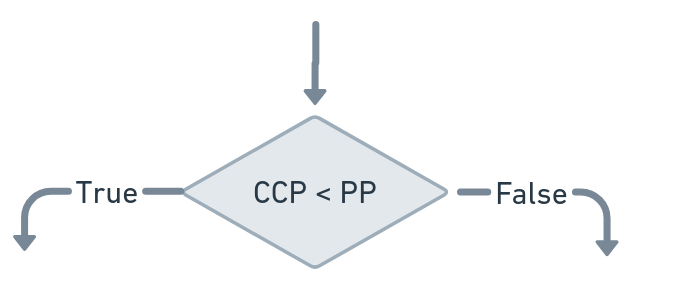 True
CCP < PP
False